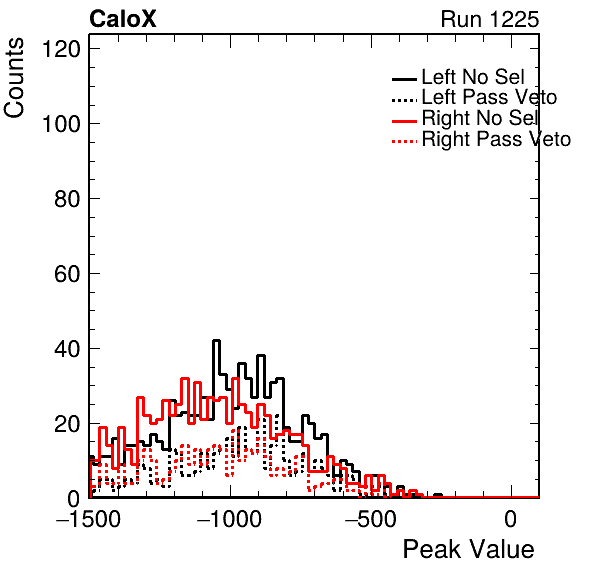 CaloX
Run 1225
Counts
120
100
80
60
40
20
0
Left No Sel
Left Pass Veto
Right No Sel
Right Pass Veto
−1500
−1000
−500
0
Peak Value